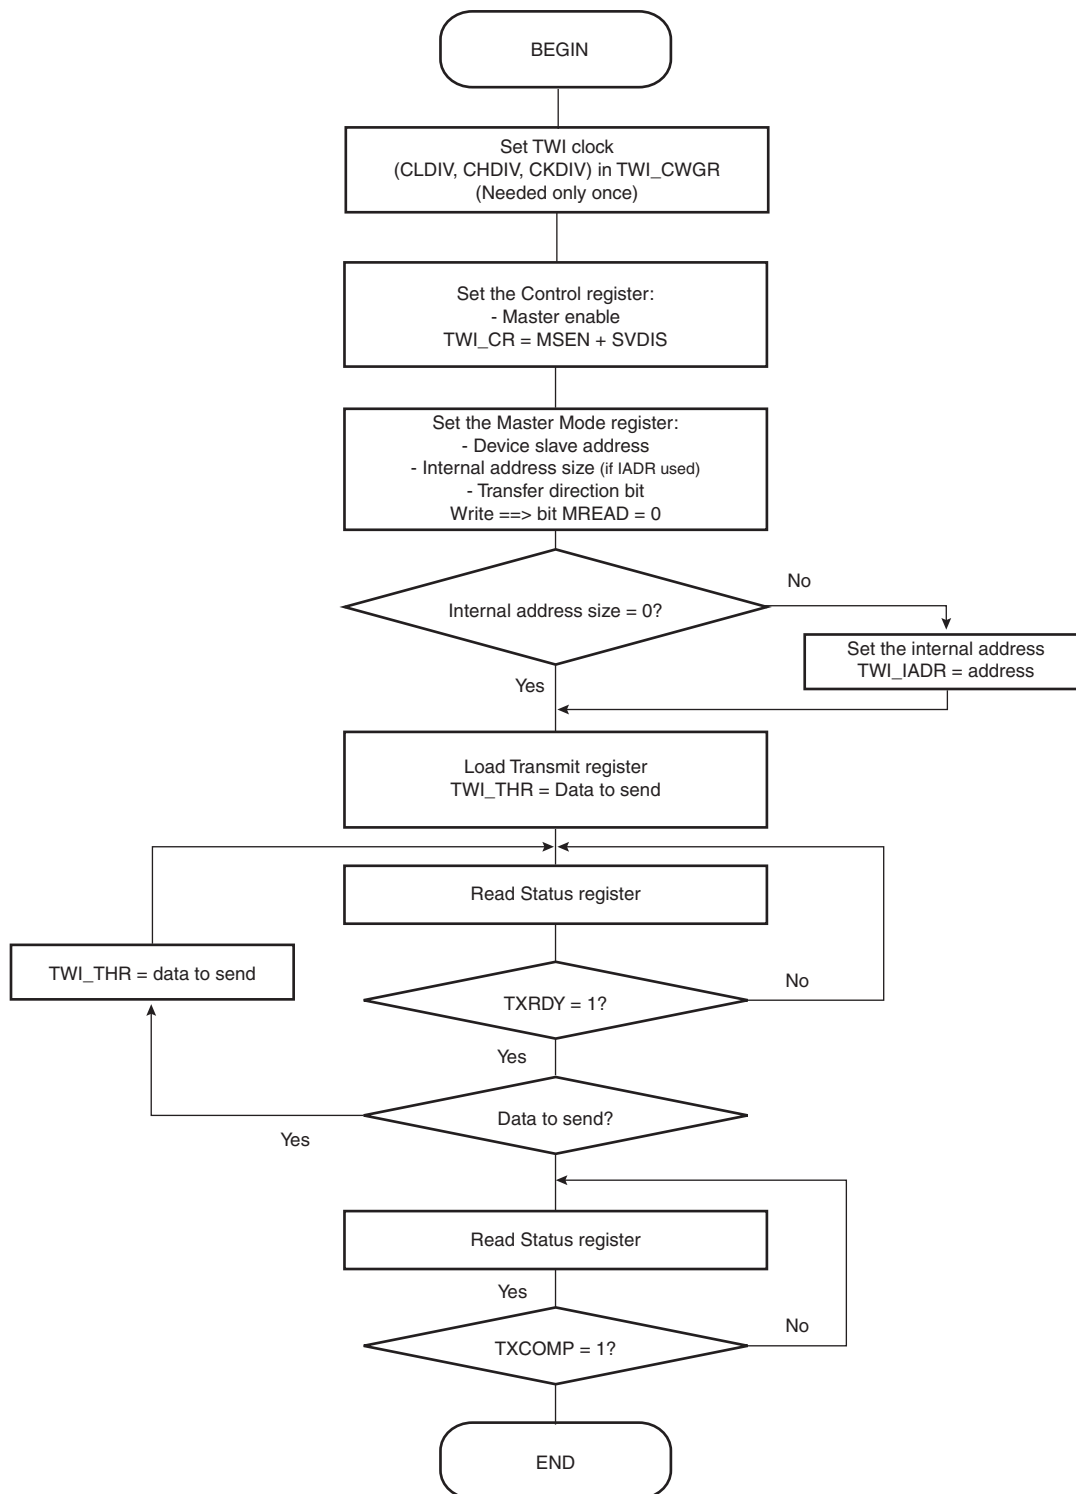 BEGIN
Set TWI clock
(CLDIV, CHDIV, CKDIV) in TWI_CWGR
(Needed only once)
Set the Control register:
- Master enable
TWI_CR = MSEN + SVDIS
Set the Master Mode register:
- Device slave address
- Internal address size (if IADR used)
- Transfer direction bit
Write ==> bit MREAD = 0
No
Internal address size = 0?
Set the internal address
TWI_IADR = address
Yes
Load Transmit register
TWI_THR = Data to send
Read Status register
TWI_THR = data to send
No
TXRDY = 1?
Yes
Data to send?
Yes
Read Status register
Yes
No
TXCOMP = 1?
END